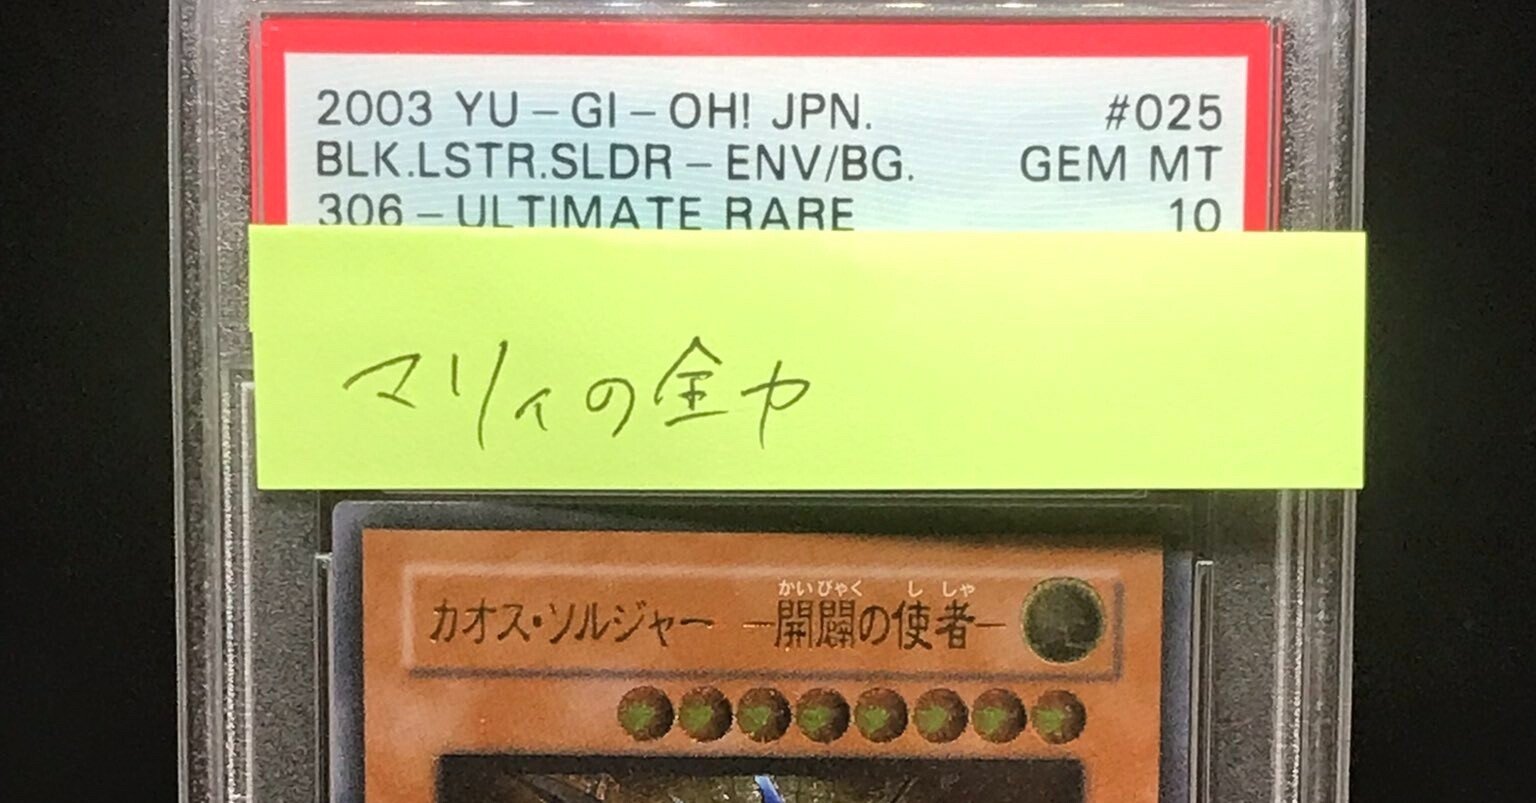 2003 YU-GI-OH! JPN. #025
BLK.LSTR.SLDR-ENV/BG. GEM MT
306-ULTIMATE RARE 10
マリィの全力
かいびゃく ししゃ
カオス・ソルジャー －開闢の使者－